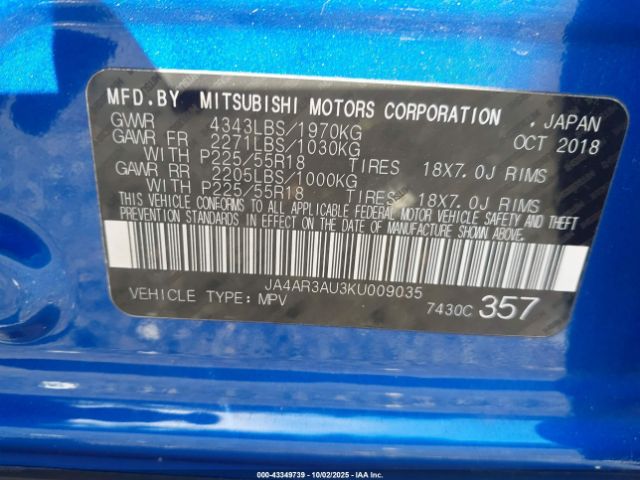 MFD.BY MITSUBISHI MOTORS CORPORATION , JAPAN
GVWR 4343LBS/1970KG OCT 2018
GAWR FR 2271LBS/1030KG
WITH P225/55R18 TIRES 18X7.0J RIMS
GAWR RR 2205LBS/1000KG
WITH P225/55R18 TIRES 18X7.0J RIMS
THIS VEHICLE CONFORMS TO ALL APPLICABLE FEDERAL MOTOR VEHICLE SAFETY AND THEFT
PREVENTION STANDARDS IN EFFECT ON THE DATE OF MANUFACTURE SHOWN ABOVE.
JA4AR3AU3KU009035
VEHICLE TYPE: MPV 7430C 357
000-43349739 - 10/02/2025 - IAA Inc.